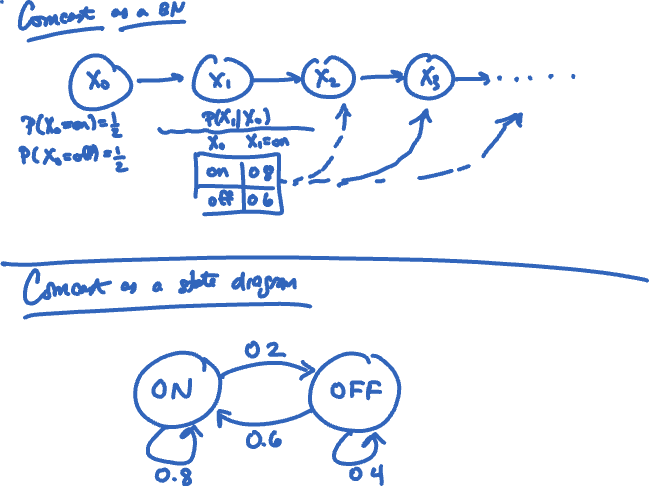 Comcast as a BN
X0 X1 X2 X3 .....
P(X0=on)=1/2
P(X0=off)=1/2
P(X1|X0)
X0 X1=on
on 0.8
off 0.6
Comcast as a state diagram
0.2
ON OFF
0.6
0.8 0.4